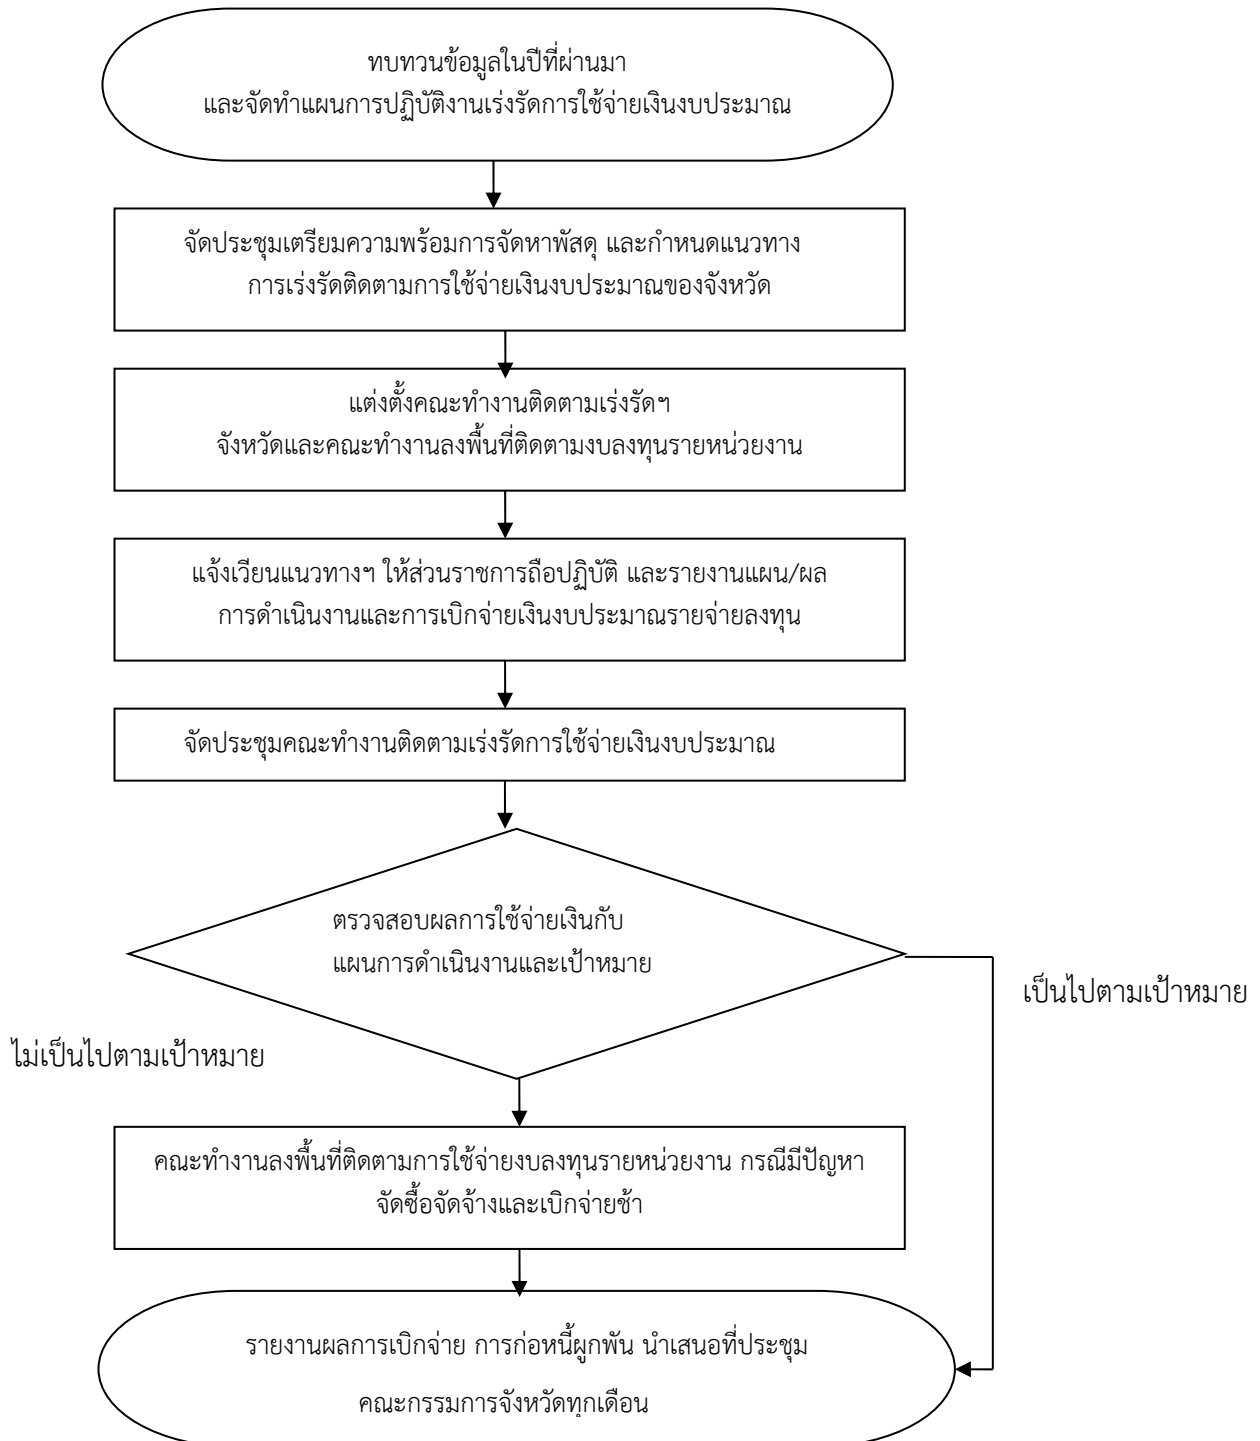 ทบทวนข้อมูลในปีที่ผ่านมา
และจัดทำแผนการปฏิบัติงานเร่งรัดการใช้จ่ายเงินงบประมาณ
จัดประชุมเตรียมความพร้อมการจัดหาพัสดุ และกำหนดแนวทาง
การเร่งรัดติดตามการใช้จ่ายเงินงบประมาณของจังหวัด
แต่งตั้งคณะทำงานติดตามเร่งรัดฯ
จังหวัดและคณะทำงานลงพื้นที่ติดตามงบลงทุนรายหน่วยงาน
แจ้งเวียนแนวทางฯ ให้ส่วนราชการถือปฏิบัติ และรายงานแผน/ผล
การดำเนินงานและการเบิกจ่ายเงินงบประมาณรายจ่ายลงทุน
จัดประชุมคณะทำงานติดตามเร่งรัดการใช้จ่ายเงินงบประมาณ
ตรวจสอบผลการใช้จ่ายเงินกับ
แผนการดำเนินงานและเป้าหมาย
เป็นไปตามเป้าหมาย
ไม่เป็นไปตามเป้าหมาย
คณะทำงานลงพื้นที่ติดตามการใช้จ่ายงบลงทุนรายหน่วยงาน กรณีมีปัญหา
จัดซื้อจัดจ้างและเบิกจ่ายช้า
รายงานผลการเบิกจ่าย การก่อหนี้ผูกพัน นำเสนอที่ประชุม
คณะกรรมการจังหวัดทุกเดือน